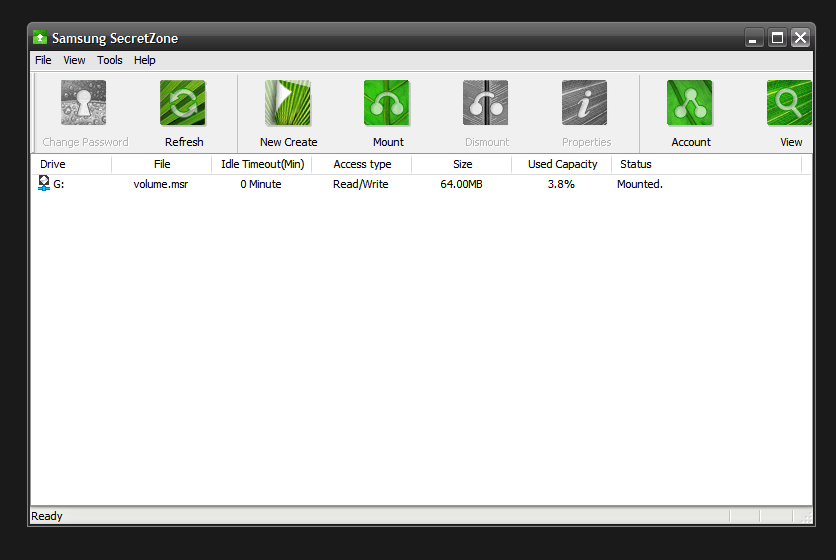 Samsung SecretZone
File View Tools Help
Change Password Refresh New Create Mount Dismount Properties Account View
Drive File Idle Timeout(Min) Access type Size Used Capacity Status
G: volume.msr 0 Minute Read/Write 64.00MB 3.8% Mounted.
Ready